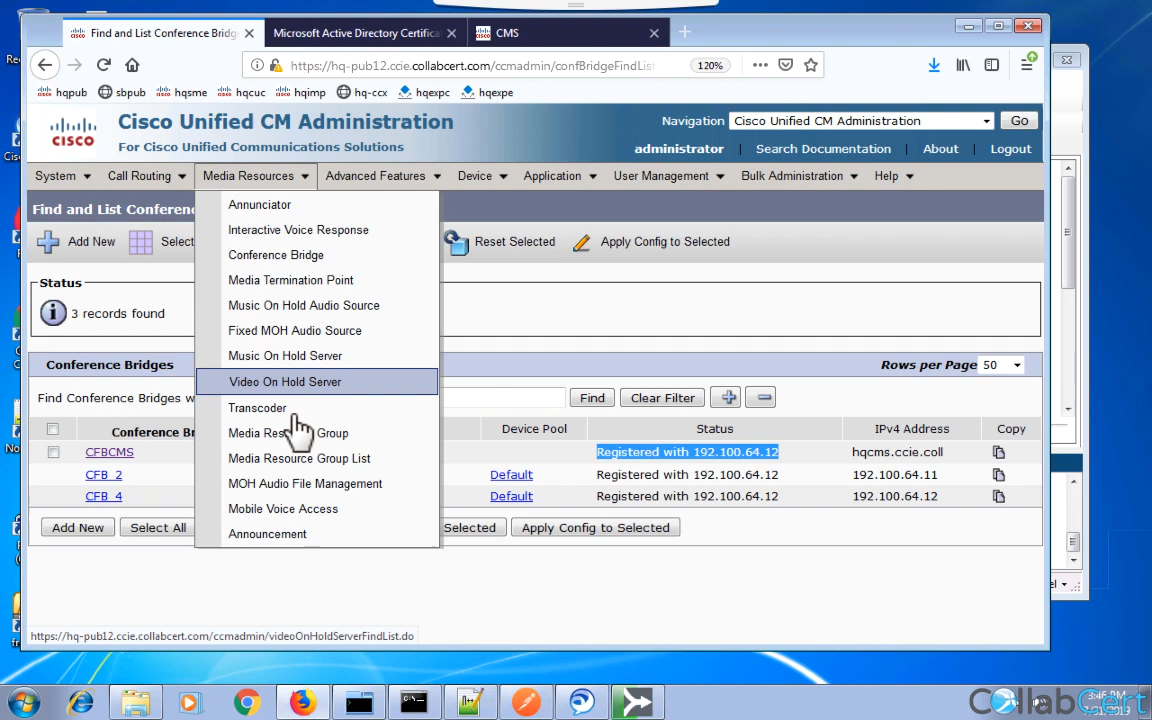 Find and List Conference Bridg
Microsoft Active Directory Certifica
CMS
https://hq-pub12.ccie.collabcert.com/ccmadmin/confBridgeFindList
120%
hqpub
sbpub
hqsme
hqcuc
hqimp
hq-ccx
hqexpc
hqexpe
cisco
Cisco Unified CM Administration
For Cisco Unified Communications Solutions
Navigation
Cisco Unified CM Administration
Go
administrator
Search Documentation
About
Logout
System
Call Routing
Media Resources
Advanced Features
Device
Application
User Management
Bulk Administration
Help
Find and List Conferen
Add New
Select
Reset Selected
Apply Config to Selected
Annunciator
Interactive Voice Response
Conference Bridge
Media Termination Point
Music On Hold Audio Source
Fixed MOH Audio Source
Music On Hold Server
Video On Hold Server
Transcoder
Media Res Group
Media Resource Group List
MOH Audio File Management
Mobile Voice Access
Announcement
Status
3 records found
Conference Bridges
Rows per Page 50
Find Conference Bridges w
Find
Clear Filter
Conference Br
Device Pool
Status
IPv4 Address
Copy
CFBCMS
Registered with 192.100.64.12
hqcms.ccie.coll
CFB_2
Default
Registered with 192.100.64.12
192.100.64.11
CFB_4
Default
Registered with 192.100.64.12
192.100.64.12
Add New
Select All
Selected
Apply Config to Selected
https://hq-pub12.ccie.collabcert.com/ccmadmin/videoOnHoldServerFindList.do
CollabCert